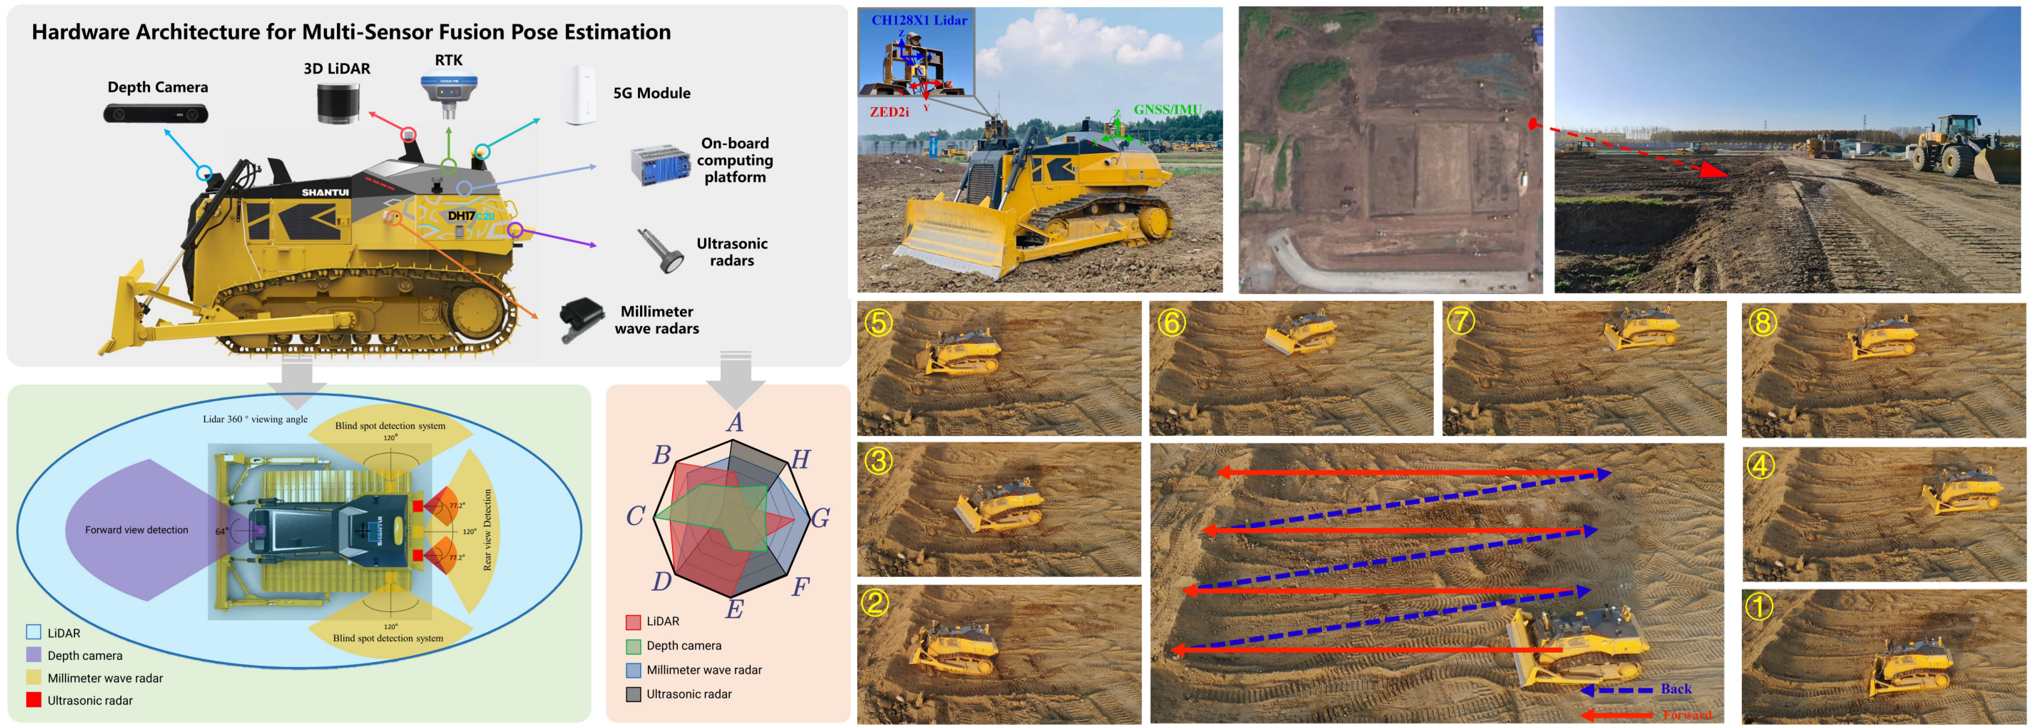 Hardware Architecture for Multi-Sensor Fusion Pose Estimation
Depth Camera
3D LiDAR
RTK
5G Module
On-board
computing
platform
SHANTUI
DH17C2U
Ultrasonic
radars
Millimeter
wave radars
Lidar 360 ° viewing angle
Blind spot detection system
120°
Forward view detection
64°
77.2°
120°
77.2°
Rear view Detection
SHANTUI
120°
Blind spot detection system
LiDAR
Depth camera
Millimeter wave radar
Ultrasonic radar
A
B
H
C
G
D
F
E
LiDAR
Depth camera
Millimeter wave radar
Ultrasonic radar
CH128X1 Lidar
Z
ZED2i
Y
Z
GNSS/IMU
⑤
⑥
⑦
⑧
③
④
②
①
Back
Forward